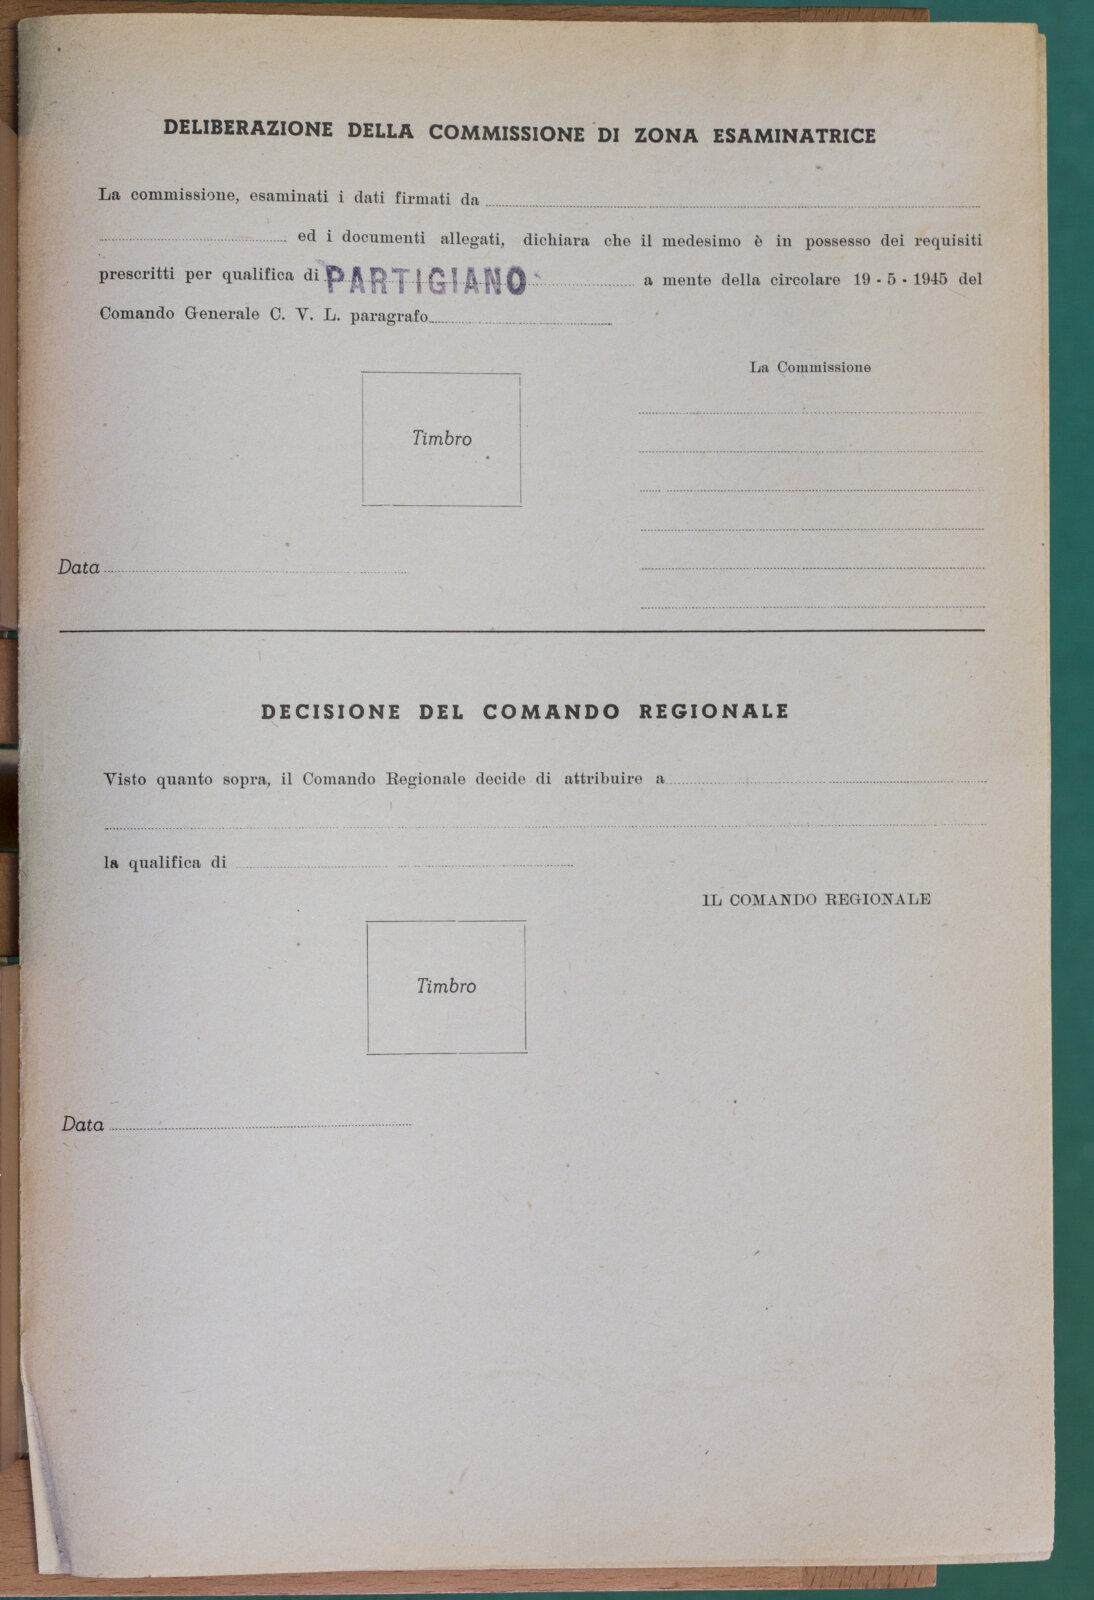 DELIBERAZIONE DELLA COMMISSIONE DI ZONA ESAMINATRICE
La commissione, esaminati i dati firmati da
ed i documenti allegati, dichiara che il medesimo è in possesso dei requisiti
prescritti per qualifica di PARTIGIANO a mente della circolare 19 - 5 - 1945 del
Comando Generale C. V. L. paragrafo
La Commissione
Timbro
Data
DECISIONE DEL COMANDO REGIONALE
Visto quanto sopra, il Comando Regionale decide di attribuire a
la qualifica di
IL COMANDO REGIONALE
Timbro
Data